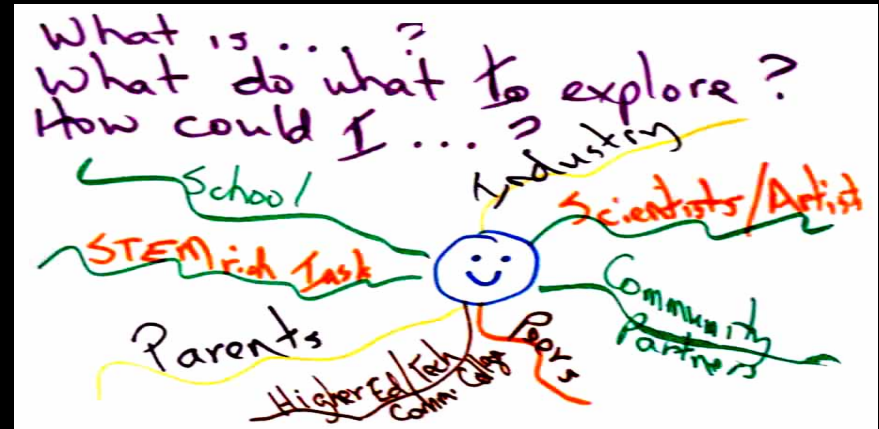 What is ... ?
What do what to explore?
How could I ... ?
Industry
School
Scientists/Artist
STEM rich Task
Community
Partners
Parents
Peers
Higher Ed/Tech
Comm. College